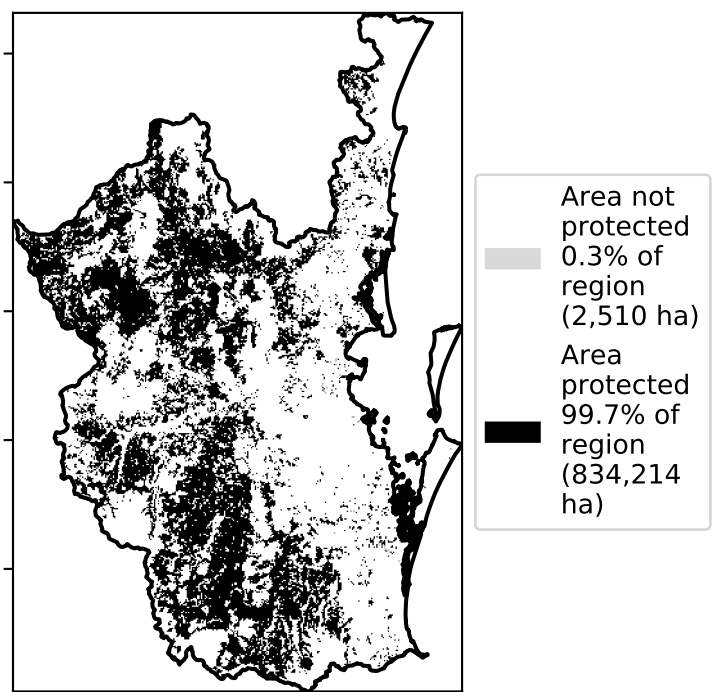 Area not
protected
0.3% of
region
(2,510 ha)
Area
protected
99.7% of
region
(834,214
ha)